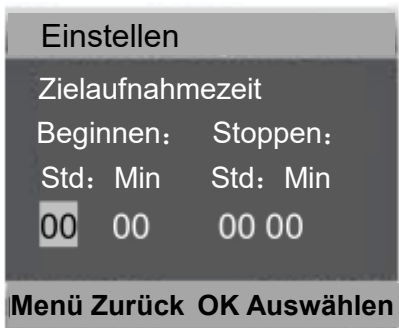 Einstellen
Zielaufnahmezeit
Beginnen： Stoppen：
Std： Min Std： Min
00 00 00 00
Menü Zurück OK Auswählen